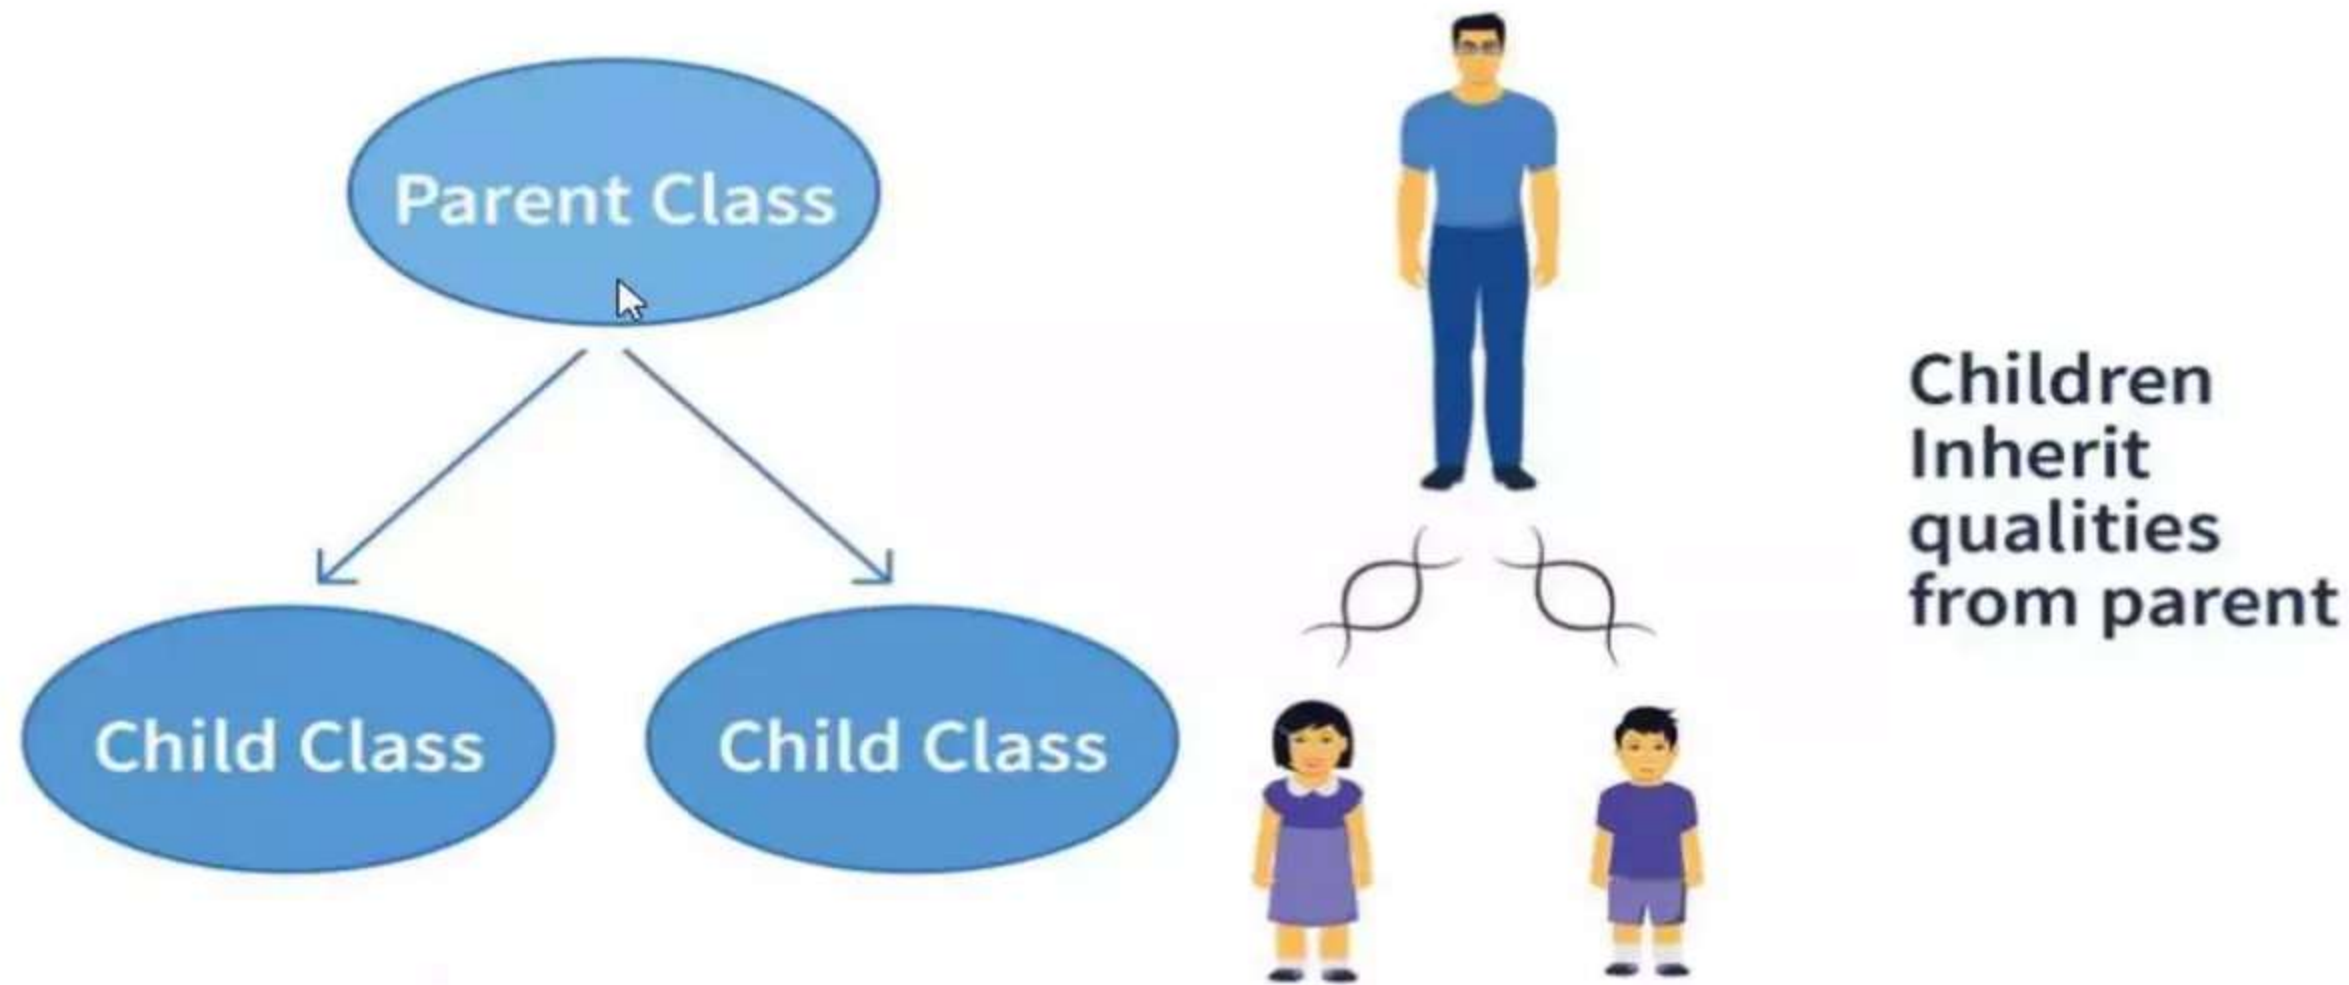 Parent Class
Child Class
Child Class
Children
Inherit
qualities
from parent